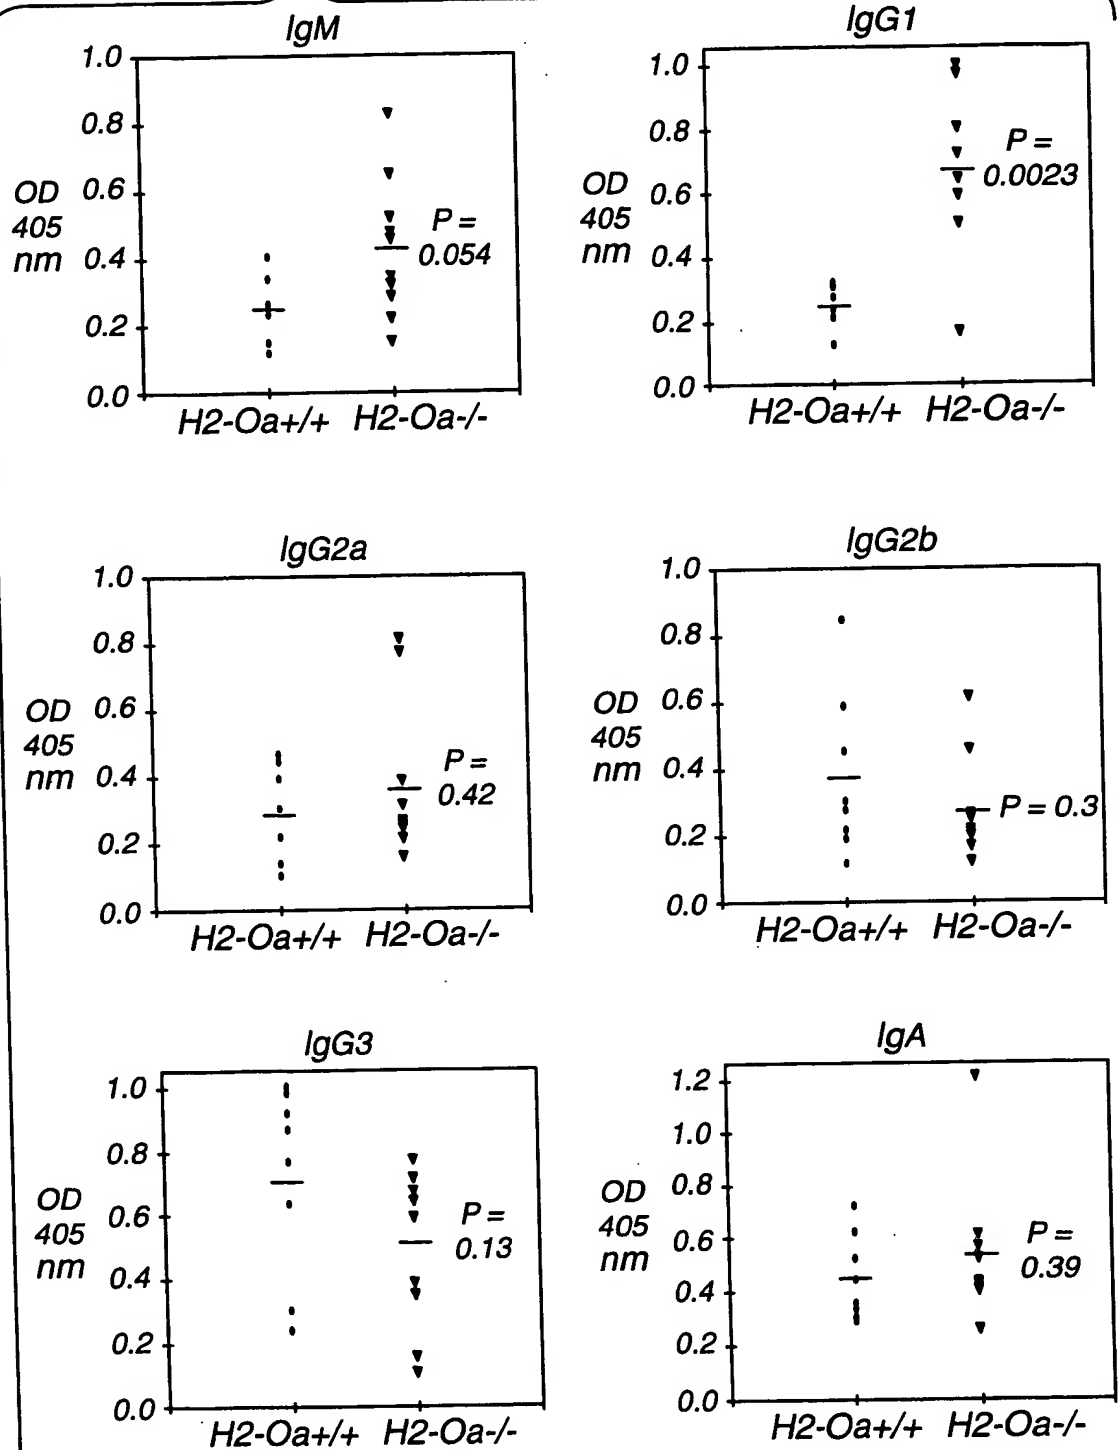 IgM
1.0
0.8
0.6
0.4
0.2
0.0
OD
405
nm
P =
0.054
H2-Oa+/+ H2-Oa-/-
IgG1
1.0
0.8
0.6
0.4
0.2
0.0
OD
405
nm
P =
0.0023
H2-Oa+/+ H2-Oa-/-
IgG2a
1.0
0.8
0.6
0.4
0.2
0.0
OD
405
nm
P =
0.42
H2-Oa+/+ H2-Oa-/-
IgG2b
1.0
0.8
0.6
0.4
0.2
0.0
OD
405
nm
P = 0.3
H2-Oa+/+ H2-Oa-/-
IgG3
1.0
0.8
0.6
0.4
0.2
0.0
OD
405
nm
P =
0.13
H2-Oa+/+ H2-Oa-/-
IgA
1.2
1.0
0.8
0.6
0.4
0.2
0.0
OD
405
nm
P =
0.39
H2-Oa+/+ H2-Oa-/-